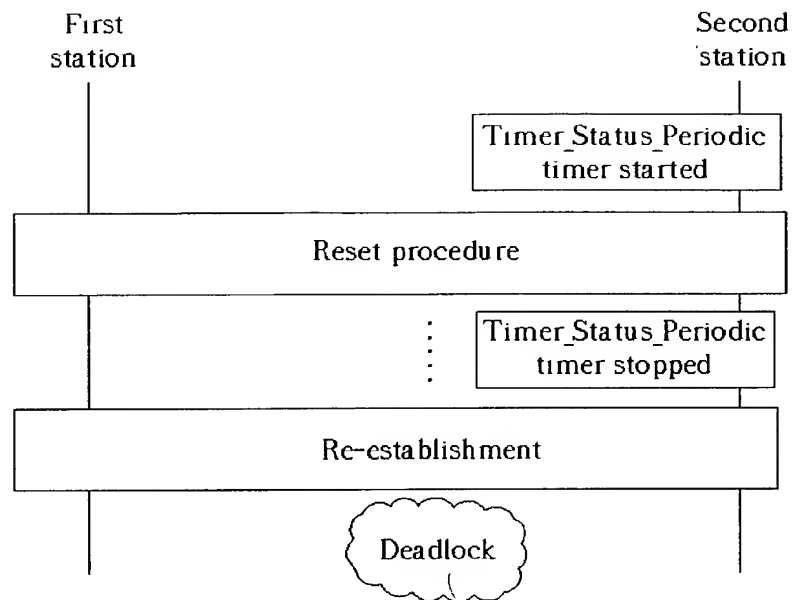 First
station
Second
station
Timer_Status_Periodic
timer started
Reset procedure
Timer_Status_Periodic
timer stopped
Re-establishment
Deadlock